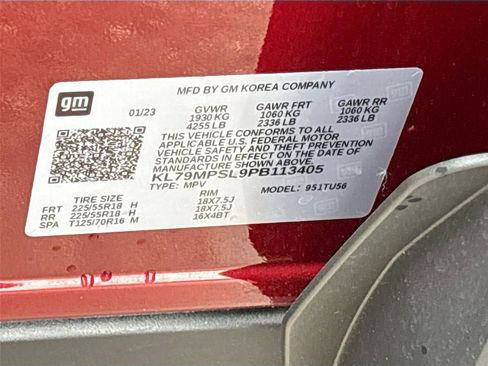 gm
MFD BY GM KOREA COMPANY
01/23 GVWR GAWR FRT GAWR RR
1930 KG 1060 KG 1060 KG
4255 LB 2336 LB 2336 LB
THIS VEHICLE CONFORMS TO ALL
APPLICABLE U.S. FEDERAL MOTOR
VEHICLE SAFETY AND THEFT PREVENTION
STANDARDS IN EFFECT ON THE DATE OF
MANUFACTURE SHOWN ABOVE.
KL79MPSL9PB113405
TYPE: MPV MODEL: 951TU56
TIRE SIZE RIM
FRT 225/55R18 H 18X7.5J
RR 225/55R18 H 18X7.5J
SPA T125/70R16 M 16X4BT